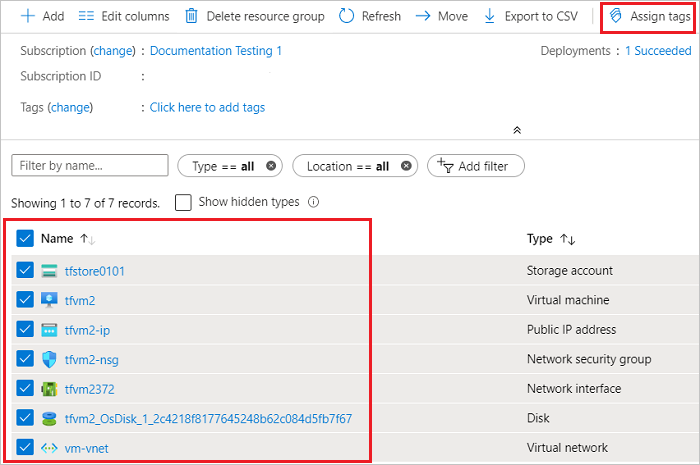 Add Edit columns Delete resource group Refresh Move Export to CSV Assign tags
Subscription (change) : Documentation Testing 1 Deployments : 1 Succeeded
Subscription ID :
Tags (change) : Click here to add tags
Filter by name... Type == all Location == all Add filter
Showing 1 to 7 of 7 records. Show hidden types
Name Type
tfstore0101 Storage account
tfvm2 Virtual machine
tfvm2-ip Public IP address
tfvm2-nsg Network security group
tfvm2372 Network interface
tfvm2_OsDisk_1_2c4218f8177645248b62c084d5fb7f67 Disk
vm-vnet Virtual network